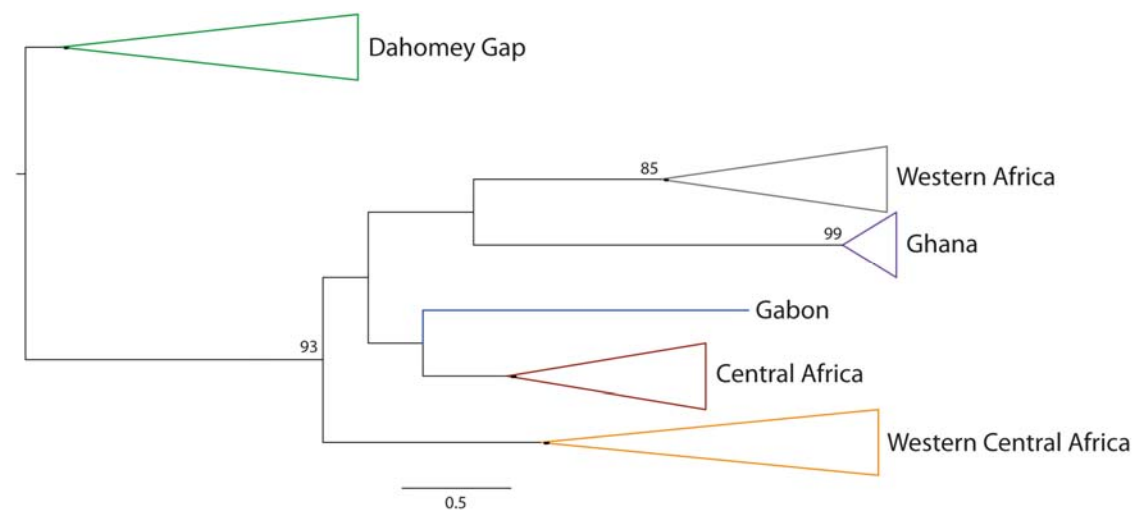 Dahomey Gap
85
Western Africa
99
Ghana
Gabon
93
Central Africa
Western Central Africa
0.5